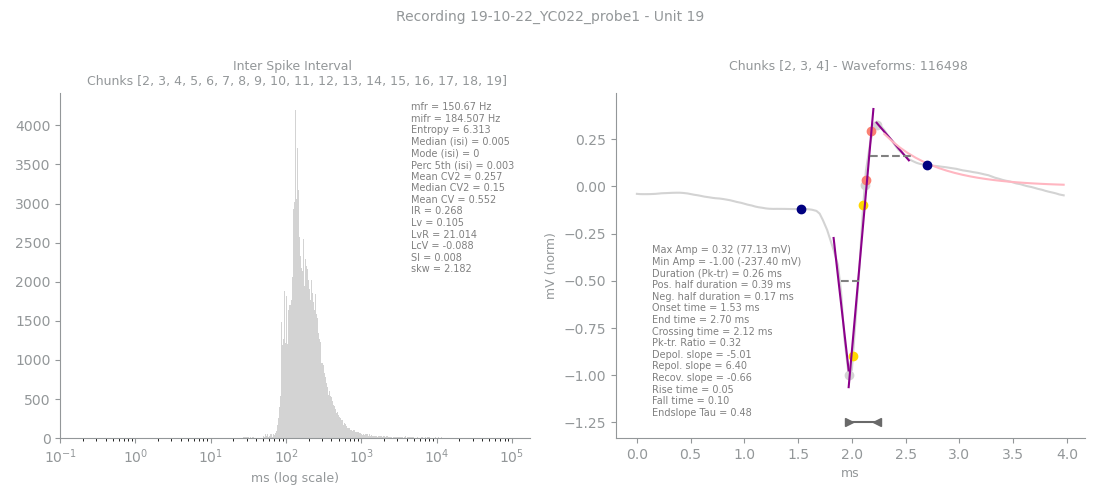 Recording 19-10-22_YC022_probe1 - Unit 19
Inter Spike Interval
Chunks [2, 3, 4, 5, 6, 7, 8, 9, 10, 11, 12, 13, 14, 15, 16, 17, 18, 19]
mfr = 150.67 Hz
mifr = 184.507 Hz
Entropy = 6.313
Median (isi) = 0.005
Mode (isi) = 0
Perc 5th (isi) = 0.003
Mean CV2 = 0.257
Median CV2 = 0.15
Mean CV = 0.552
IR = 0.268
Lv = 0.105
LvR = 21.014
LcV = -0.088
SI = 0.008
skw = 2.182
4000
3500
3000
2500
2000
1500
1000
500
0
10⁻¹ 10⁰ 10¹ 10² 10³ 10⁴ 10⁵
ms (log scale)
Chunks [2, 3, 4] - Waveforms: 116498
mV (norm)
0.25
0.00
−0.25
−0.50
−0.75
−1.00
−1.25
Max Amp = 0.32 (77.13 mV)
Min Amp = -1.00 (-237.40 mV)
Duration (Pk-tr) = 0.26 ms
Pos. half duration = 0.39 ms
Neg. half duration = 0.17 ms
Onset time = 1.53 ms
End time = 2.70 ms
Crossing time = 2.12 ms
Pk-tr. Ratio = 0.32
Depol. slope = -5.01
Repol. slope = 6.40
Recov. slope = -0.66
Rise time = 0.05
Fall time = 0.10
Endslope Tau = 0.48
0.0 0.5 1.0 1.5 2.0 2.5 3.0 3.5 4.0
ms